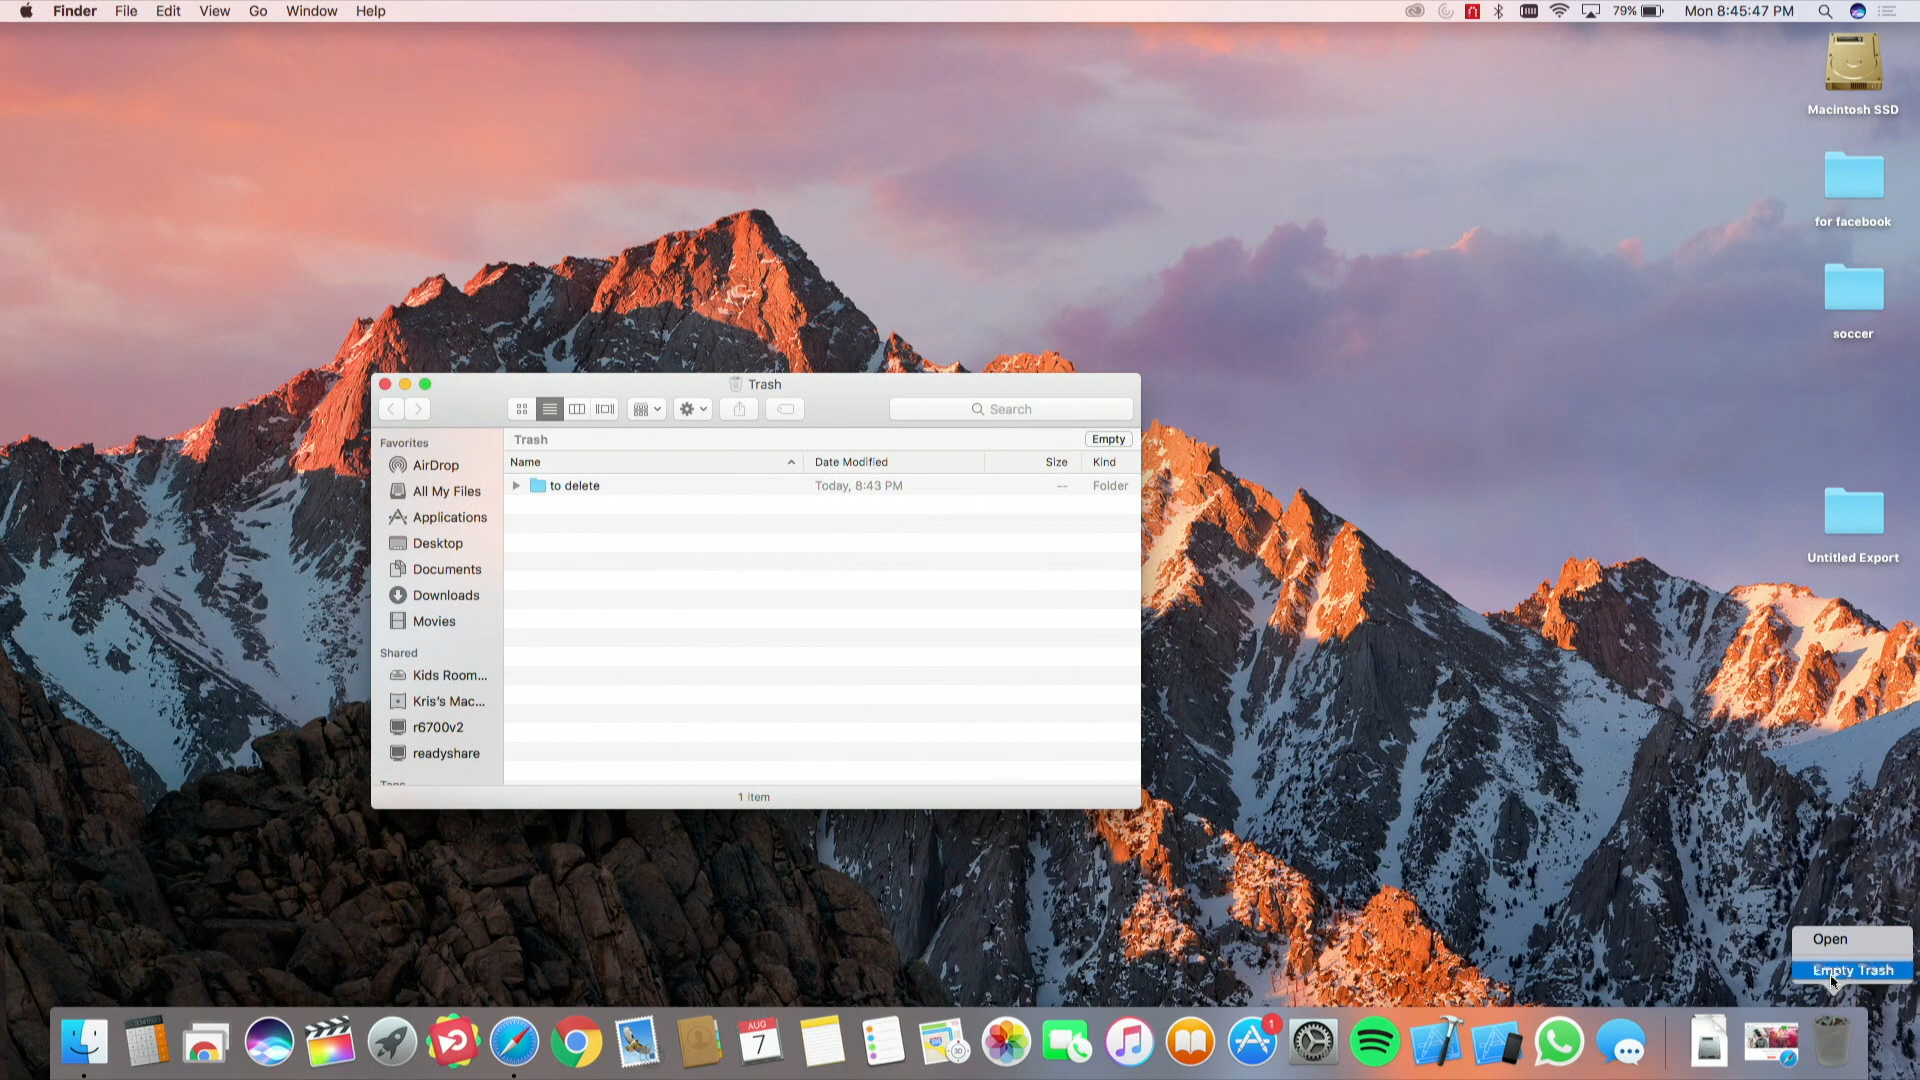 Finder File Edit View Go Window Help
79% Mon 8:45:47 PM
Macintosh SSD
for facebook
soccer
Untitled Export
Trash
Search
Favorites
AirDrop
All My Files
Applications
Desktop
Documents
Downloads
Movies
Shared
Kids Room...
Kris's Mac...
r6700v2
readyshare
Tags
Trash
Empty
Name Date Modified Size Kind
to delete Today, 8:43 PM -- Folder
1 item
Open
Empty Trash
AUG
7
3D
1